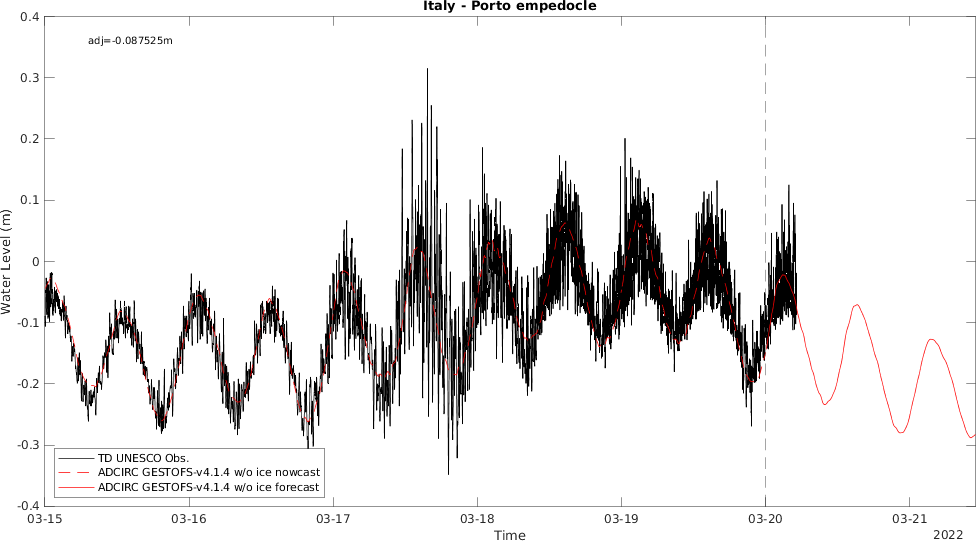 Italy - Porto empedocle
adj=-0.087525m
0.4
0.3
0.2
0.1
0
-0.1
-0.2
-0.3
-0.4
Water Level (m)
TD UNESCO Obs.
ADCIRC GESTOFS-v4.1.4 w/o ice nowcast
ADCIRC GESTOFS-v4.1.4 w/o ice forecast
03-15 03-16 03-17 03-18 03-19 03-20 03-21
Time
2022